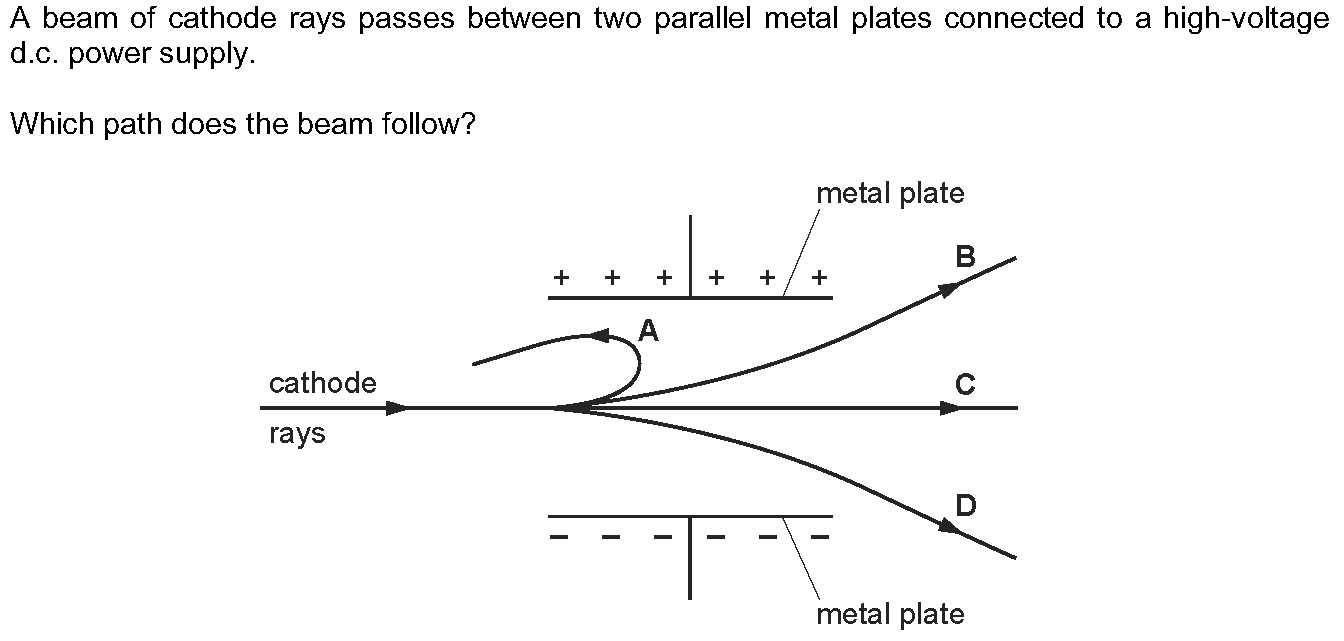 A beam of cathode rays passes between two parallel metal plates connected to a high-voltage
d.c. power supply.
Which path does the beam follow?
metal plate
B
+ + + + + +
A
cathode
C
rays
D
– – – – – –
metal plate